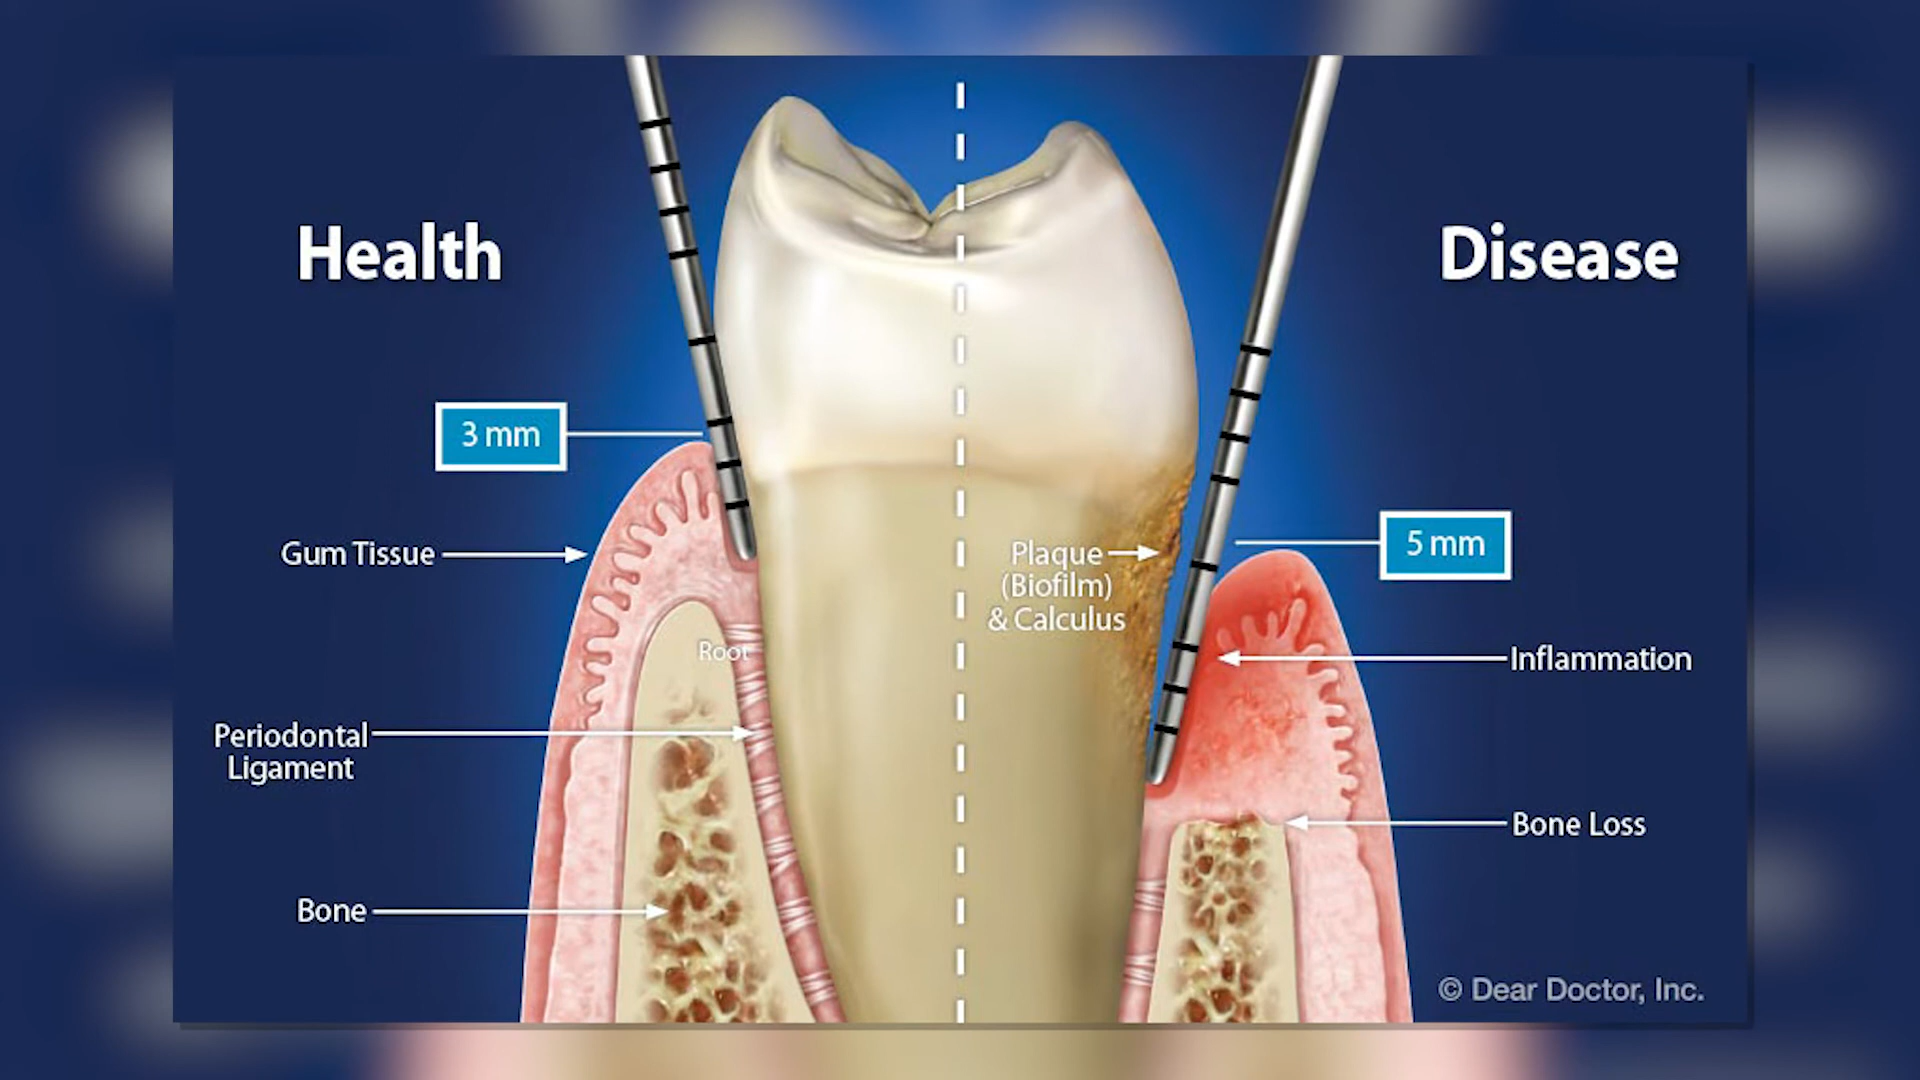 Health
Disease
3 mm
5 mm
Gum Tissue
Plaque
(Biofilm)
& Calculus
Root
Inflammation
Periodontal
Ligament
Bone Loss
Bone
© Dear Doctor, Inc.